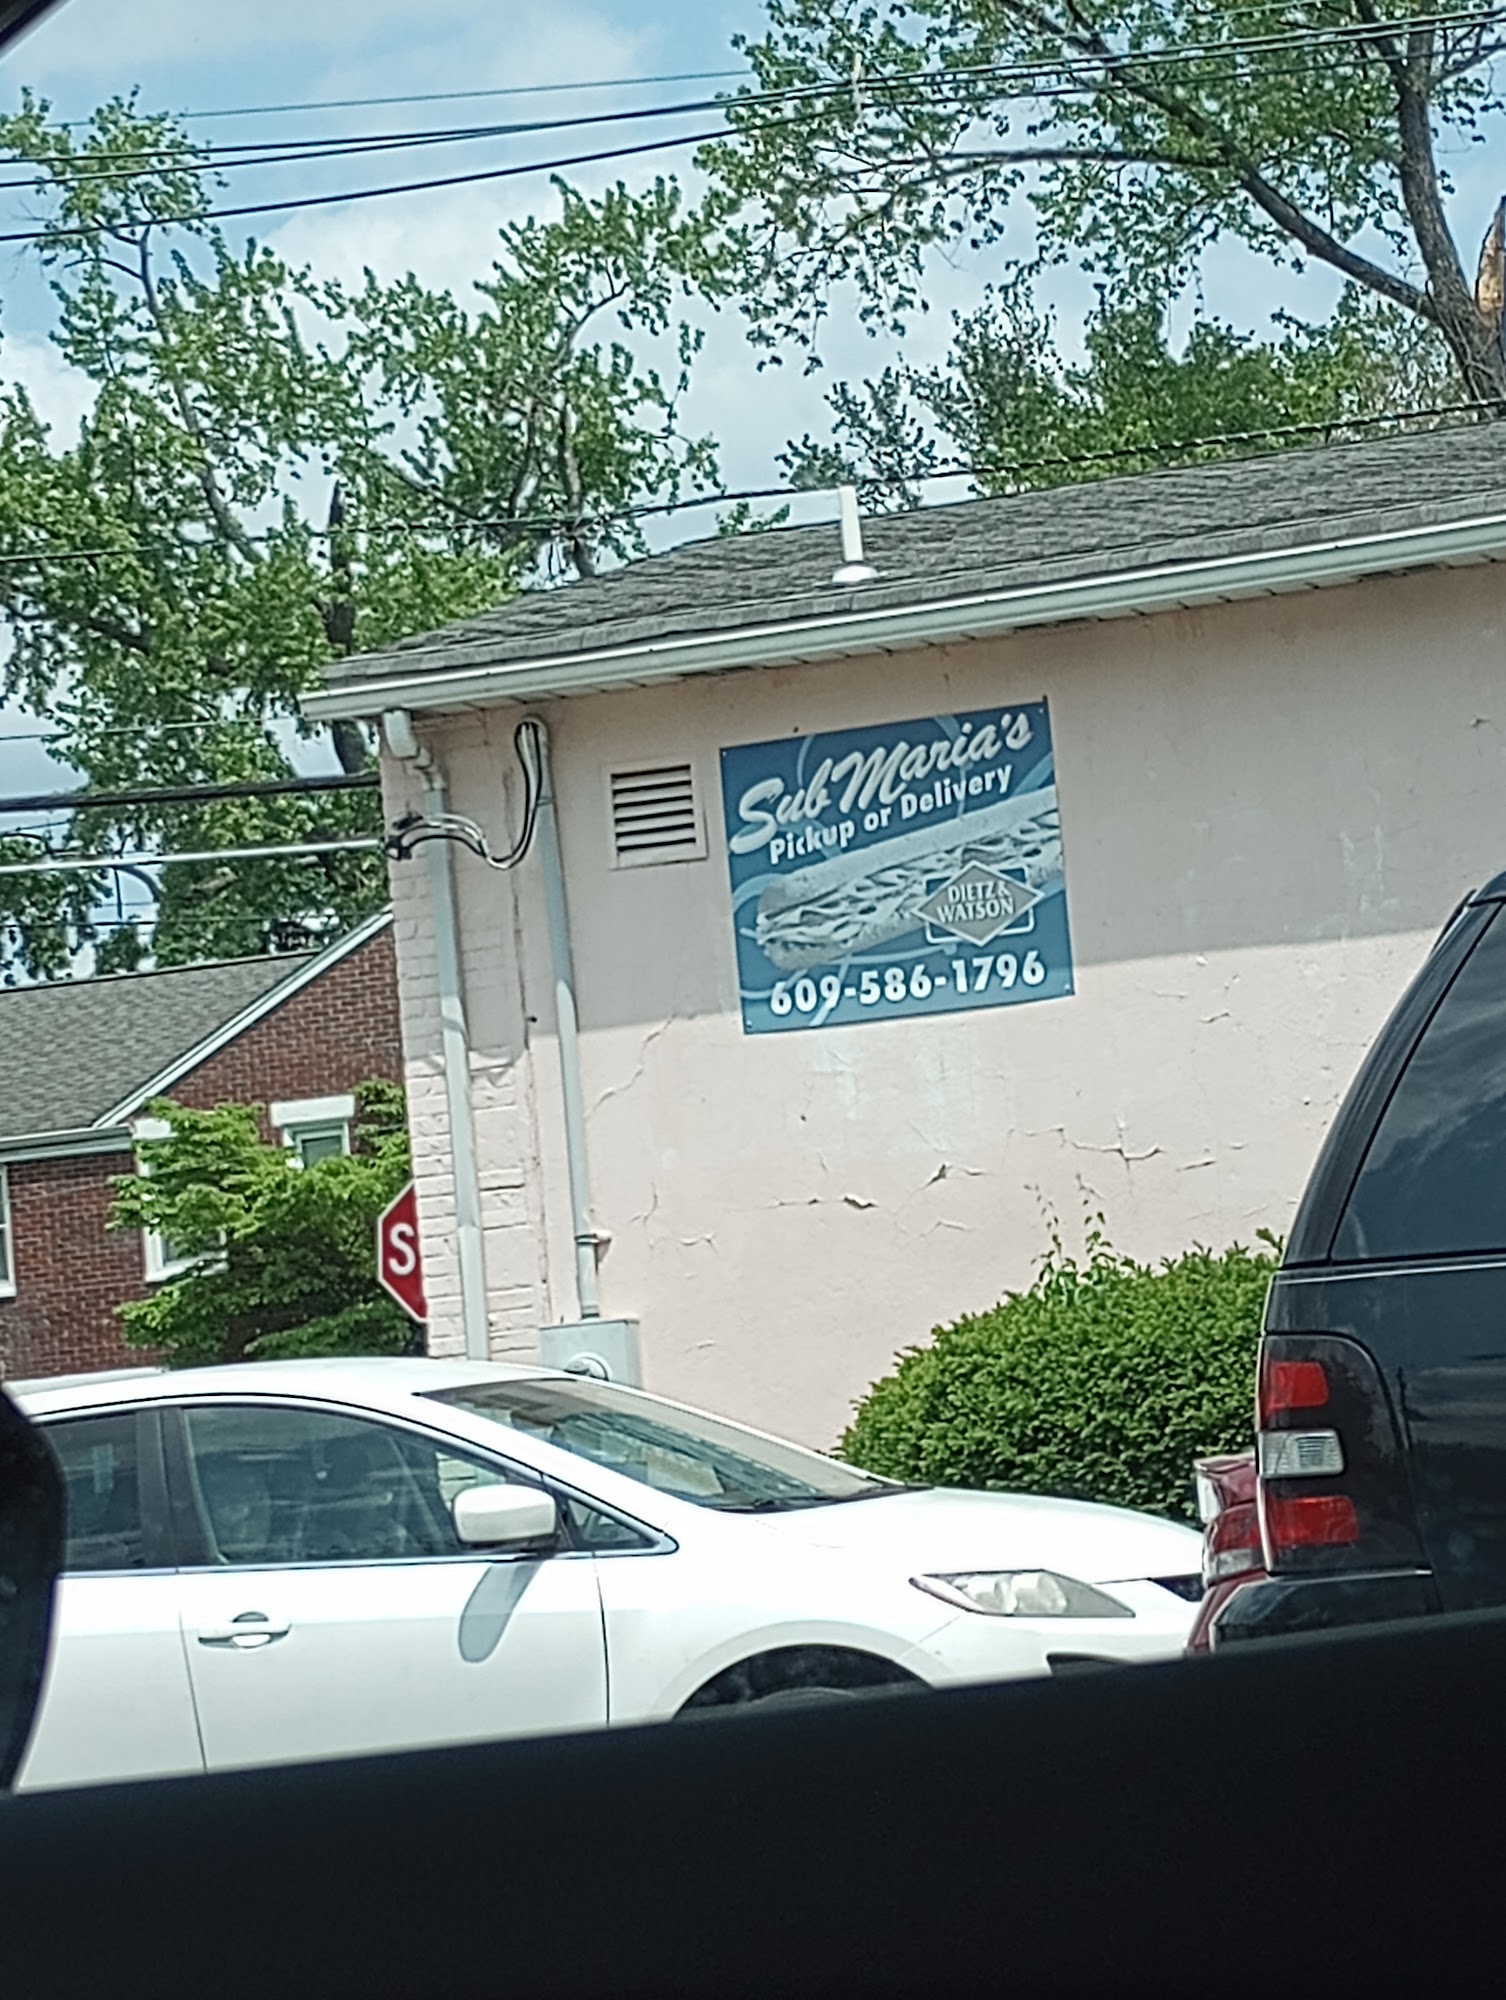 Sub Maria's
Pickup or Delivery
DIETZ &
WATSON
609-586-1796
S